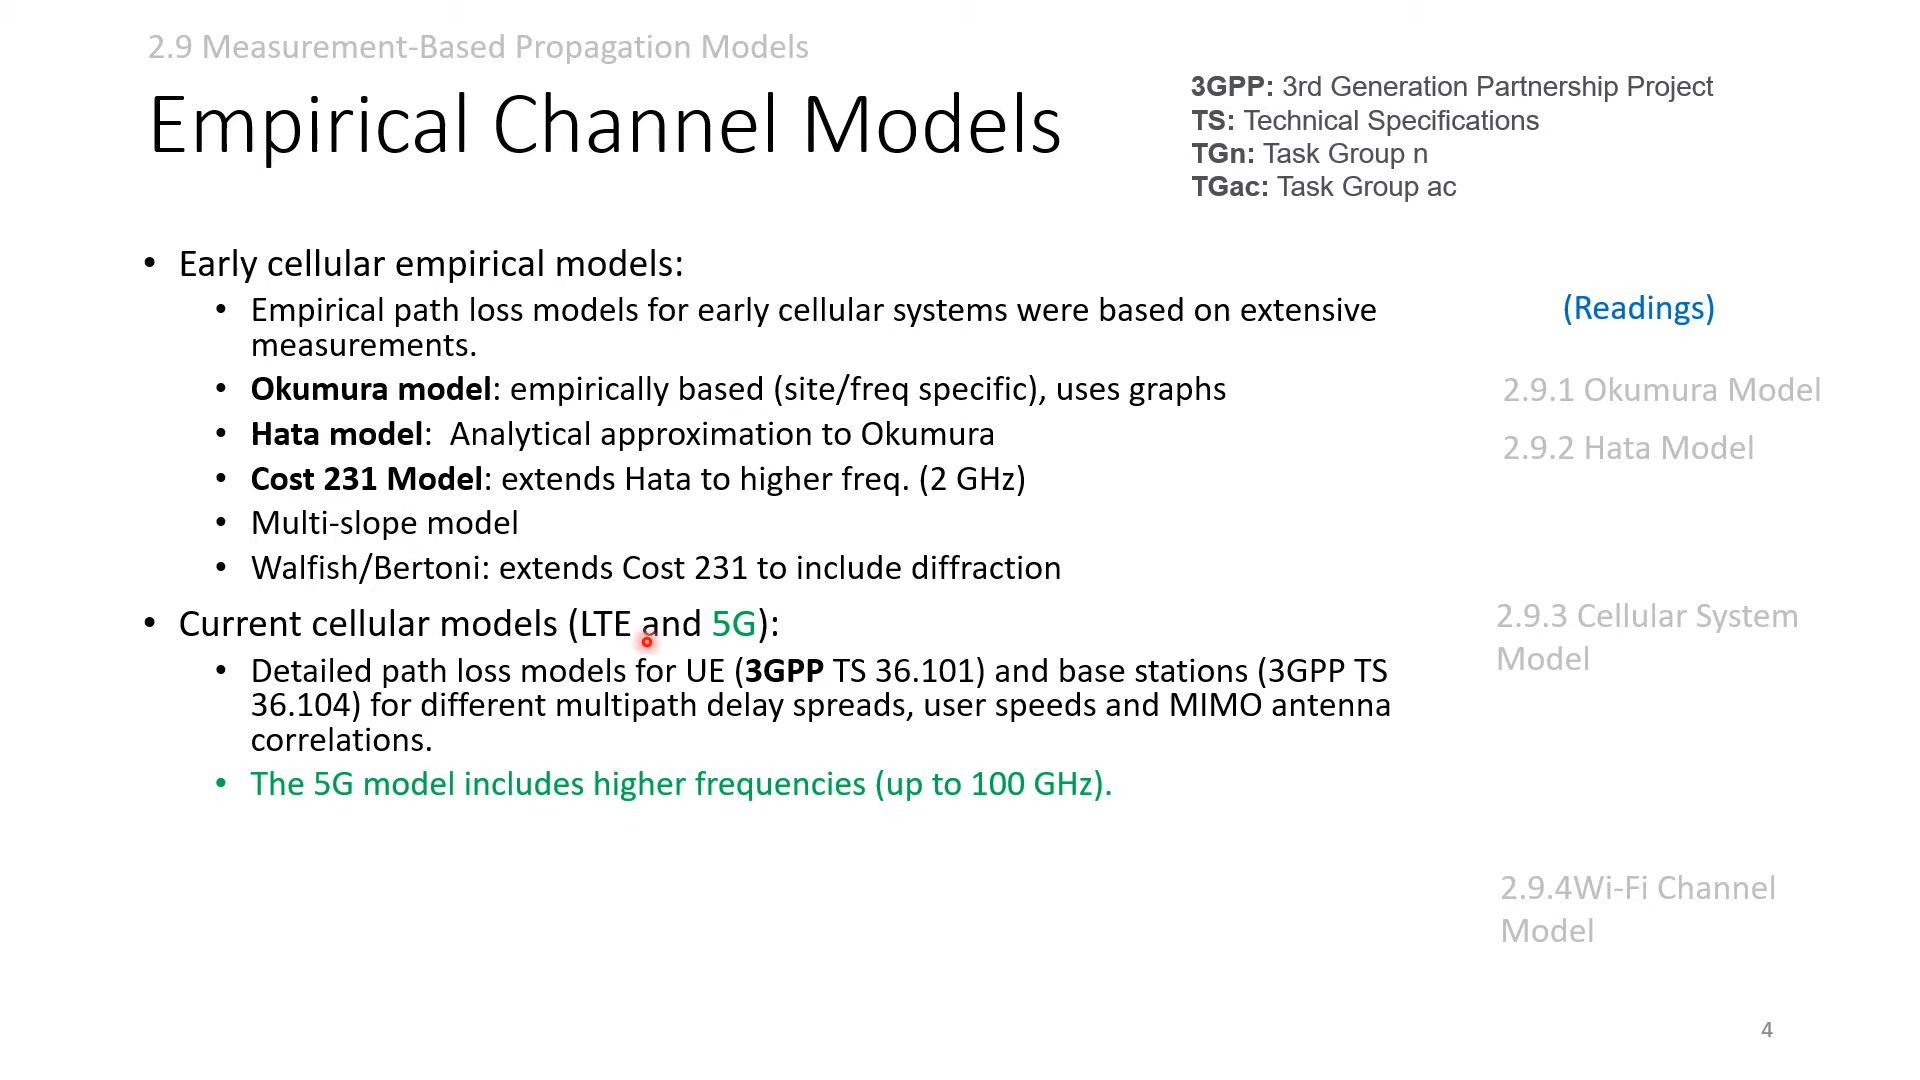 2.9 Measurement-Based Propagation Models
Empirical Channel Models
3GPP: 3rd Generation Partnership Project
TS: Technical Specifications
TGn: Task Group n
TGac: Task Group ac
• Early cellular empirical models:
• Empirical path loss models for early cellular systems were based on extensive
measurements.
• Okumura model: empirically based (site/freq specific), uses graphs
• Hata model:  Analytical approximation to Okumura
• Cost 231 Model: extends Hata to higher freq. (2 GHz)
• Multi-slope model
• Walfish/Bertoni: extends Cost 231 to include diffraction
• Current cellular models (LTE and 5G):
• Detailed path loss models for UE (3GPP TS 36.101) and base stations (3GPP TS
36.104) for different multipath delay spreads, user speeds and MIMO antenna
correlations.
• The 5G model includes higher frequencies (up to 100 GHz).
(Readings)
2.9.1 Okumura Model
2.9.2 Hata Model
2.9.3 Cellular System
Model
2.9.4Wi-Fi Channel
Model
4